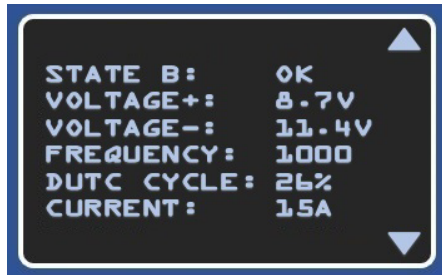 STATE B: OK
VOLTAGE+: 8.7V
VOLTAGE-: 11.4V
FREQUENCY: 1000
DUTC CYCLE: 26%
CURRENT: 15A